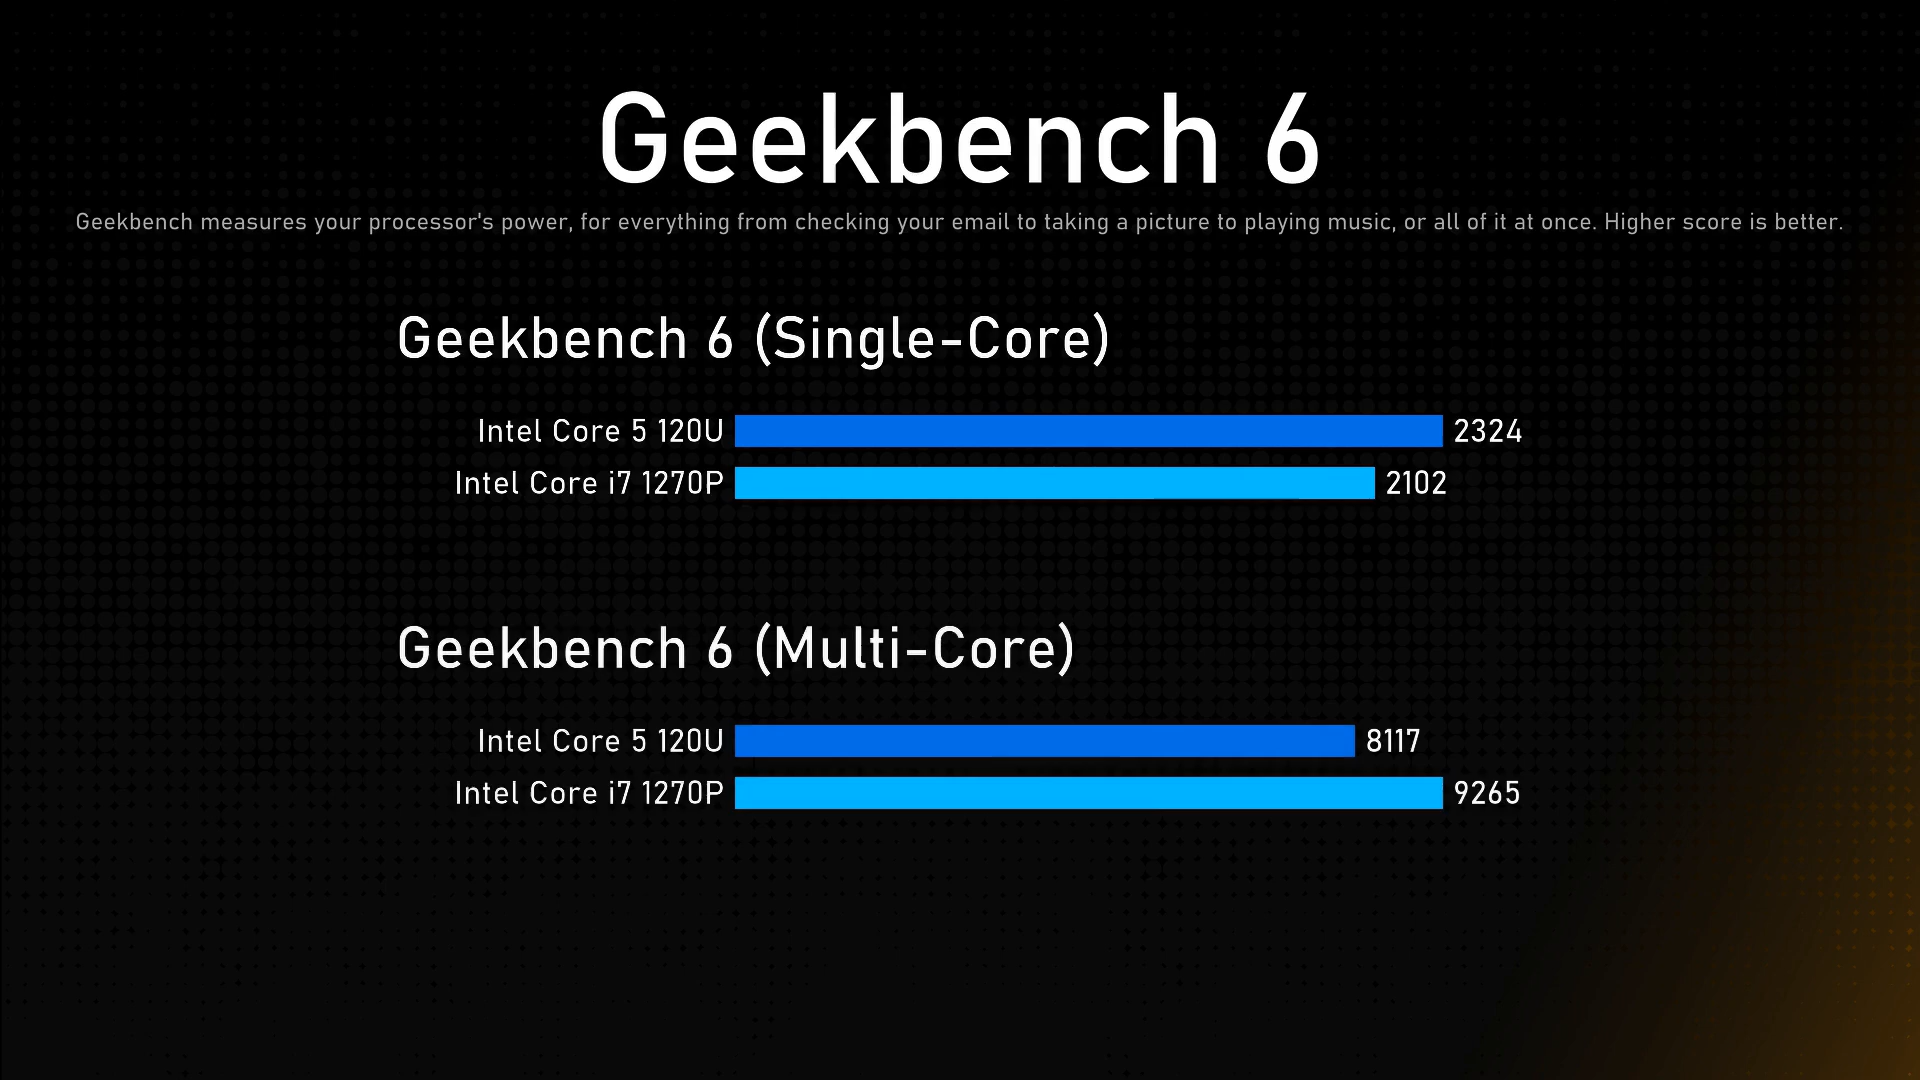 Geekbench 6
Geekbench measures your processor's power, for everything from checking your email to taking a picture to playing music, or all of it at once. Higher score is better.
Geekbench 6 (Single-Core)
Intel Core 5 120U 2324
Intel Core i7 1270P 2102
Geekbench 6 (Multi-Core)
Intel Core 5 120U 8117
Intel Core i7 1270P 9265